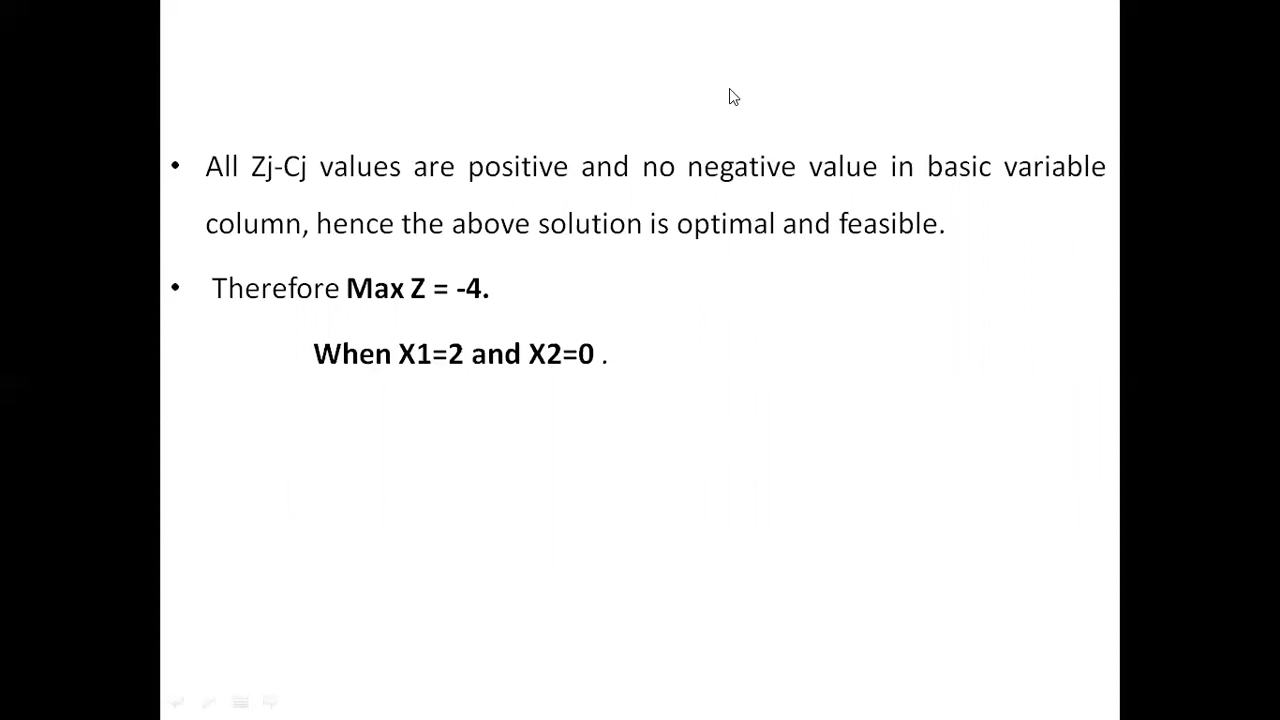 • All Zj-Cj values are positive and no negative value in basic variable
column, hence the above solution is optimal and feasible.
• Therefore Max Z = -4.
When X1=2 and X2=0 .